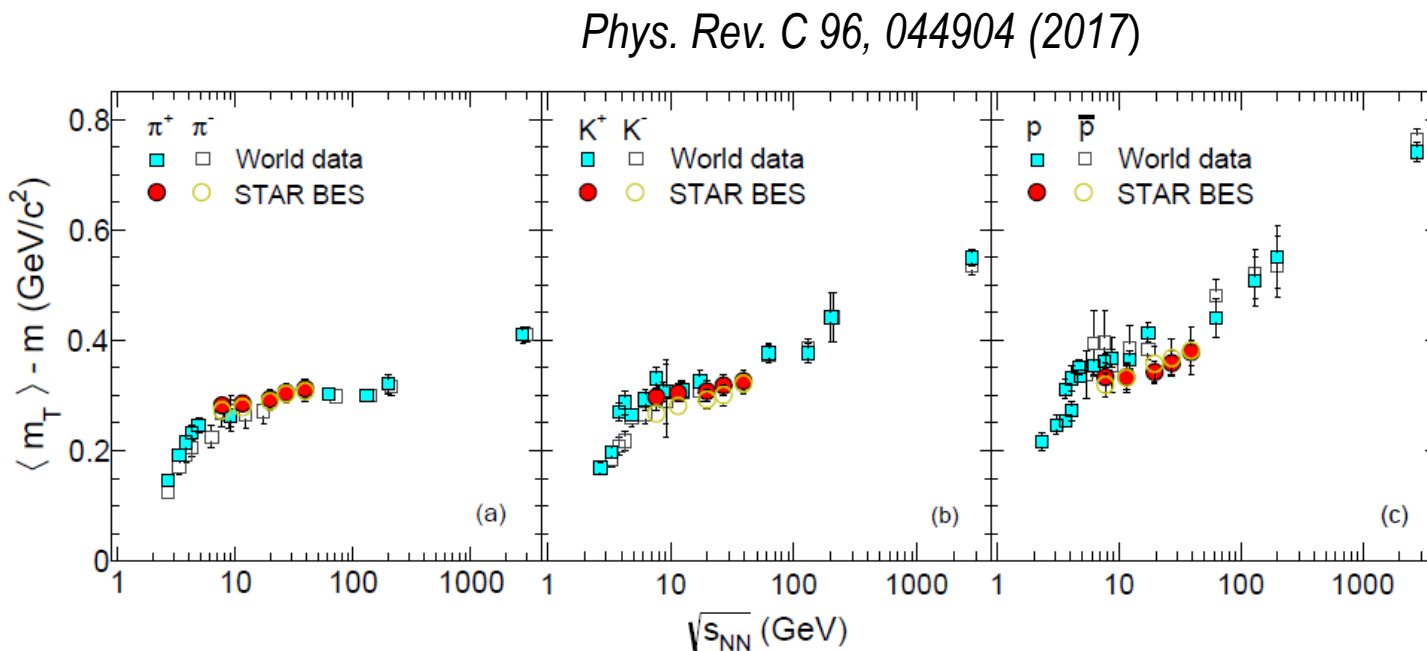 Phys. Rev. C 96, 044904 (2017)
π+ π-
World data
STAR BES
(a)
K+ K-
World data
STAR BES
(b)
p p̅
World data
STAR BES
(c)
0.8
0.6
0.4
0.2
0
⟨ m_T ⟩ - m (GeV/c²)
1 10 100 1000
1 10 100 1000
1 10 100 1000
√s_NN (GeV)